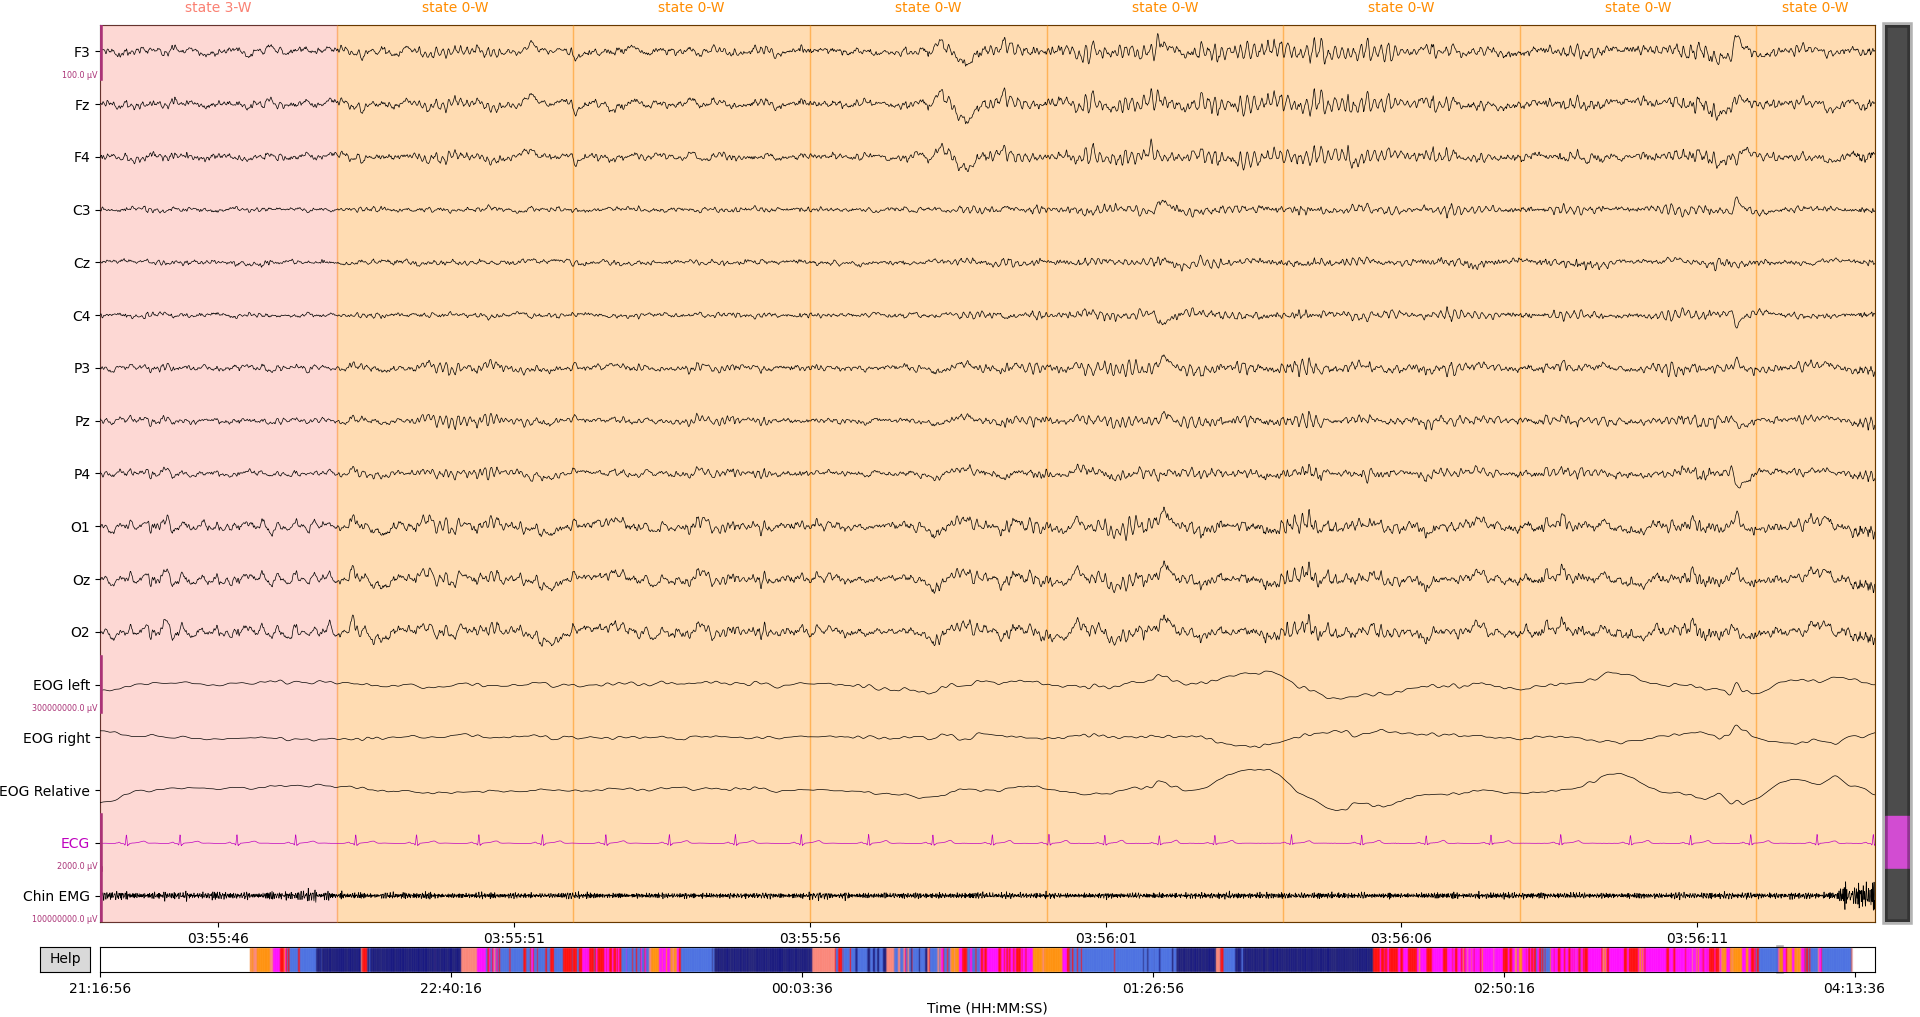 state 3-W state 0-W state 0-W state 0-W state 0-W state 0-W state 0-W state 0-W
F3
100.0 µV
Fz
F4
C3
Cz
C4
P3
Pz
P4
O1
Oz
O2
EOG left
300000000.0 µV
EOG right
EOG Relative
ECG
2000.0 µV
Chin EMG
100000000.0 µV
03:55:46 03:55:51 03:55:56 03:56:01 03:56:06 03:56:11
Help
21:16:56 22:40:16 00:03:36 01:26:56 02:50:16 04:13:36
Time (HH:MM:SS)